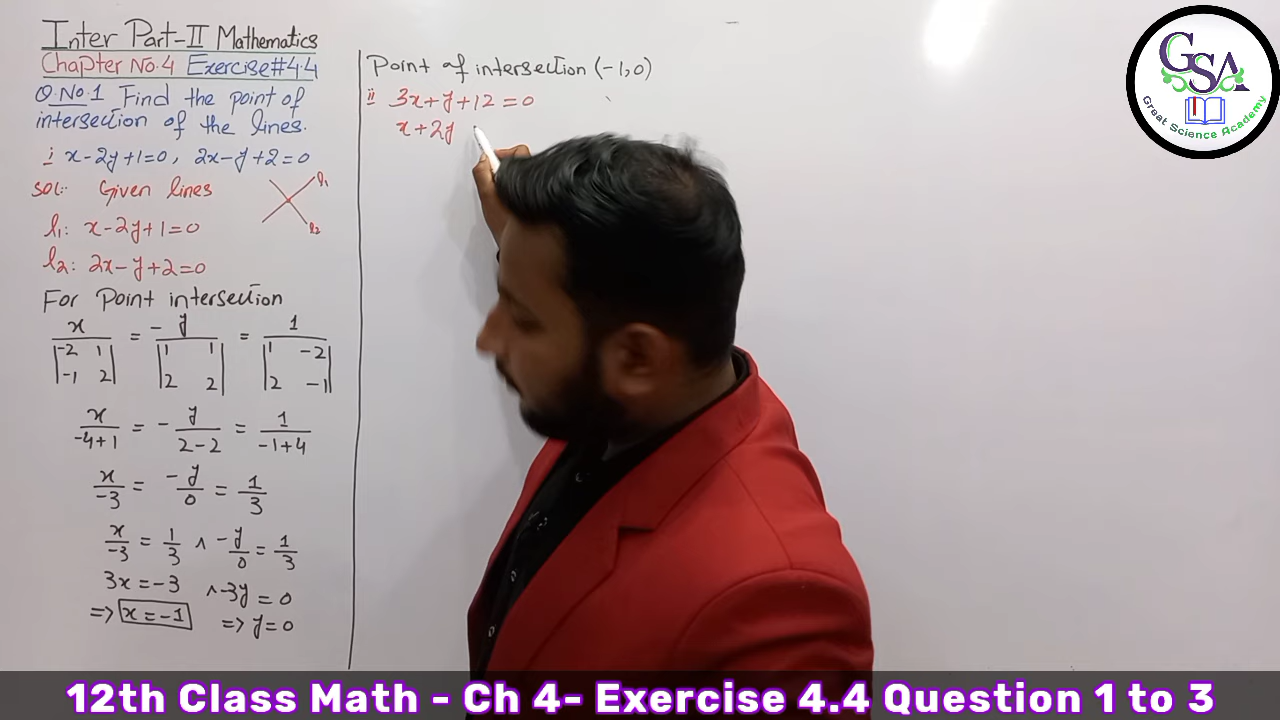 Inter Part-II Mathematics
Chapter No.4 Exercise#4.4
Q.No.1 Find the point of
intersection of the lines.
i x-2y+1=0, 2x-y+2=0
Sol:- Given lines
l₁ l₂
l₁: x-2y+1=0
l₂: 2x-y+2=0
For Point intersection
x/|-2 1; -1 2| = -y/|1 1; 2 2| = 1/|1 -2; 2 -1|
x/-4+1 = -y/2-2 = 1/-1+4
x/-3 = -y/0 = 1/3
x/-3 = 1/3 ∧ -y/0 = 1/3
3x=-3 ∧ -3y=0
=> x=-1 => y=0
Point of intersection (-1,0)
ii 3x+y+12=0
x+2y
GSA
Great Science Academy
12th Class Math - Ch 4- Exercise 4.4 Question 1 to 3